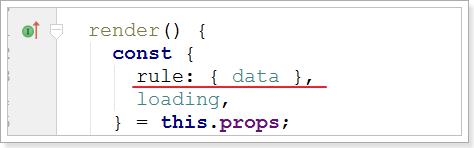 render() {
const {
rule: { data },
loading,
} = this.props;